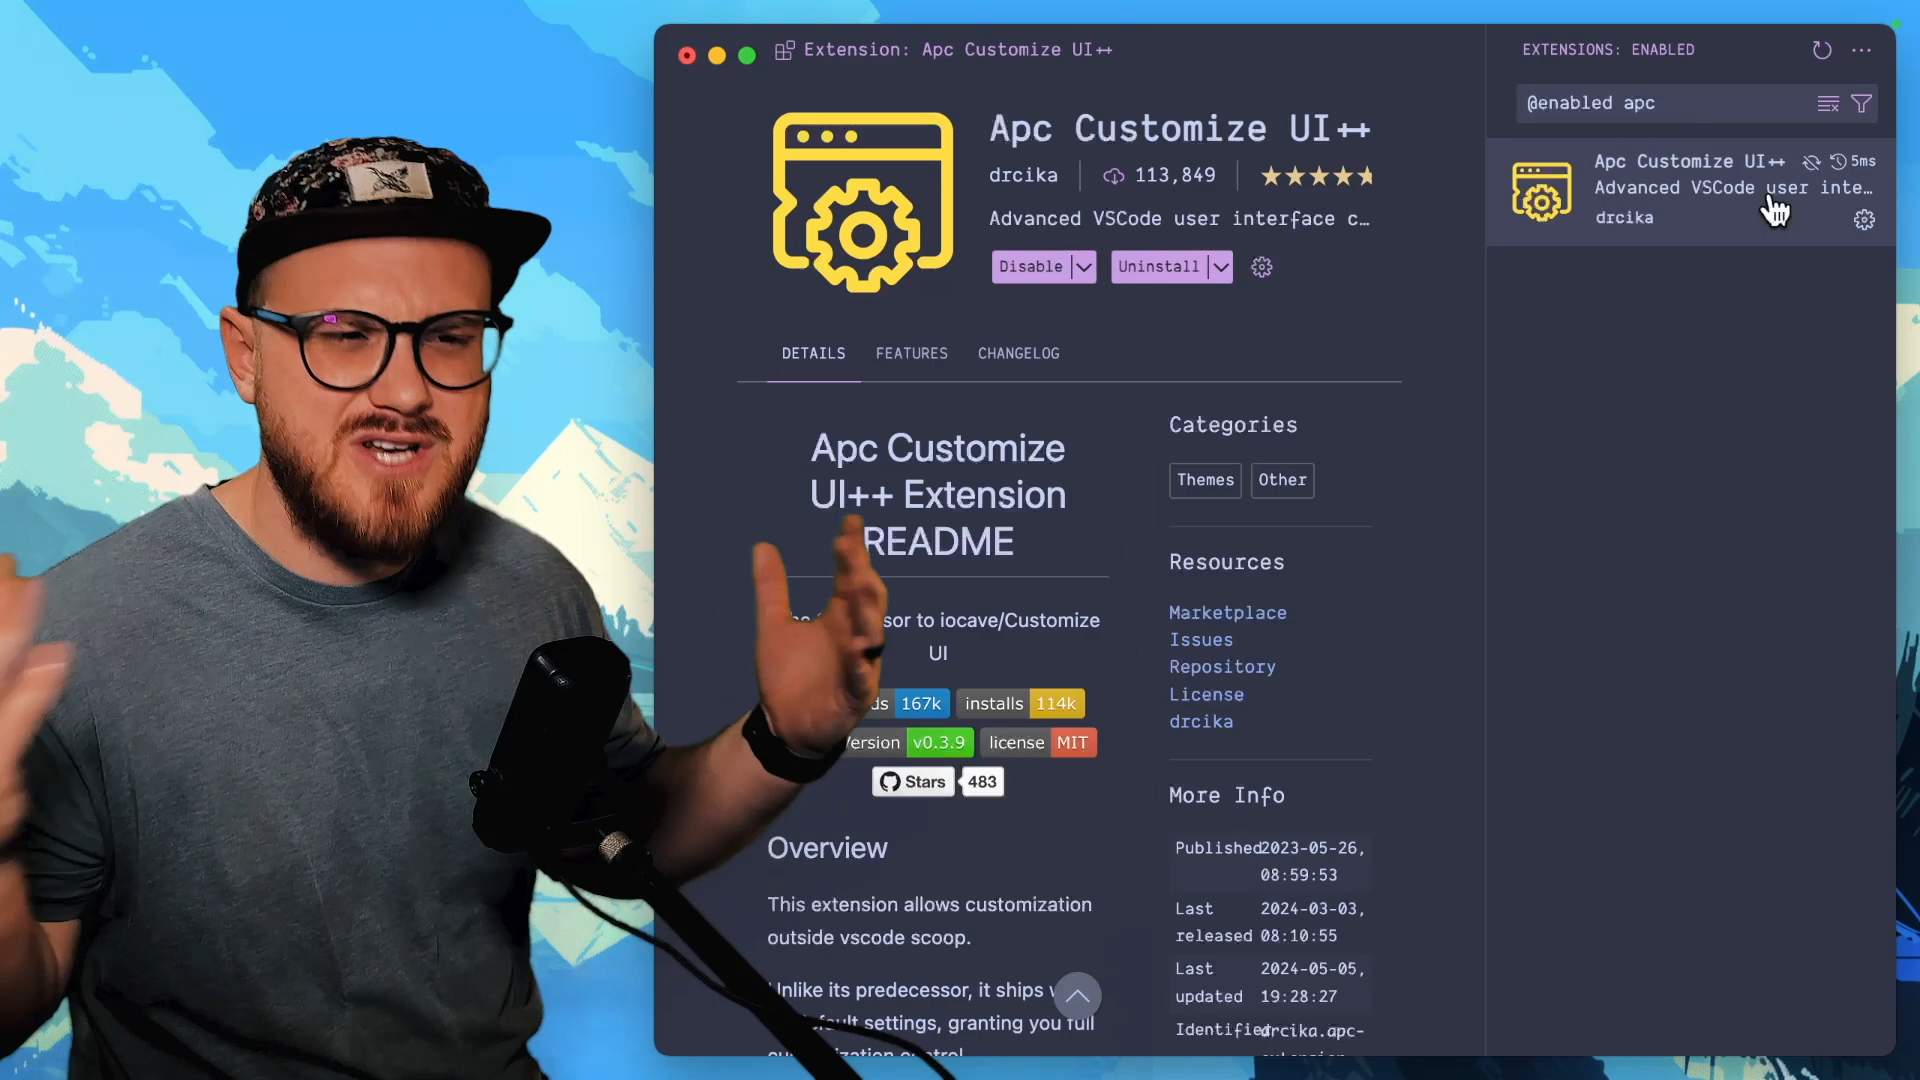 Extension: Apc Customize UI++
Apc Customize UI++
drcika
113,849
Advanced VSCode user interface c…
Disable
Uninstall
DETAILS
FEATURES
CHANGELOG
Apc Customize
UI++ Extension
README
sor to iocave/Customize
UI
ds 167k
installs 114k
Version v0.3.9
license MIT
Stars 483
Overview
This extension allows customization
outside vscode scoop.
Unlike its predecessor, it ships
settings, granting you full
Categories
Themes
Other
Resources
Marketplace
Issues
Repository
License
drcika
More Info
Published 2023-05-26,
08:59:53
Last 2024-03-03,
released 08:10:55
Last 2024-05-05,
updated 19:28:27
Identifier drcika.apc-
extension
EXTENSIONS: ENABLED
@enabled apc
Apc Customize UI++ 5ms
Advanced VSCode user inte…
drcika